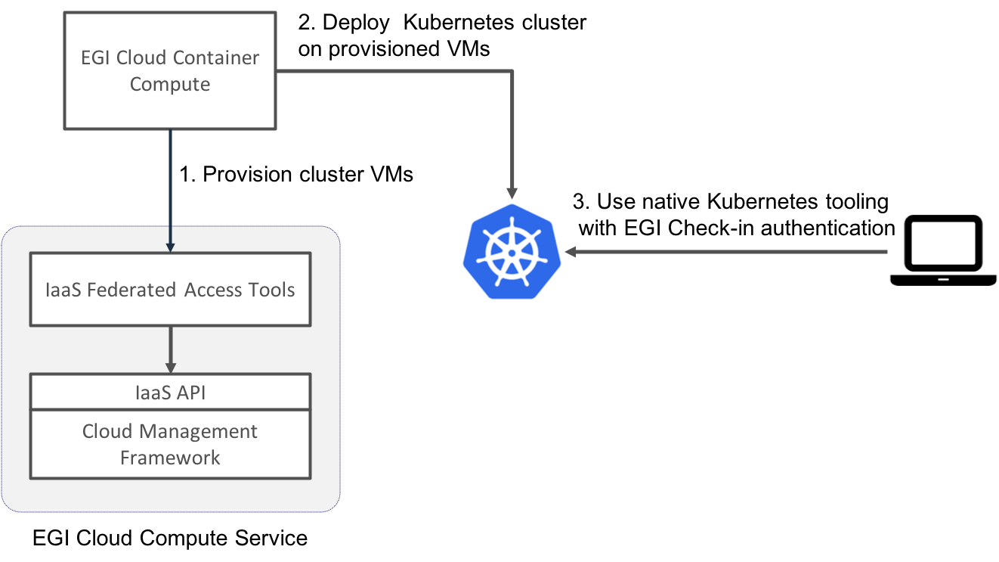 2. Deploy Kubernetes cluster
on provisioned VMs
EGI Cloud Container
Compute
1. Provision cluster VMs
3. Use native Kubernetes tooling
with EGI Check-in authentication
IaaS Federated Access Tools
IaaS API
Cloud Management
Framework
EGI Cloud Compute Service